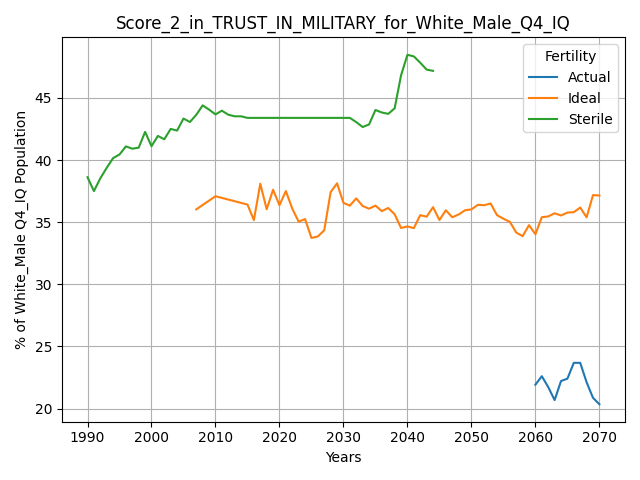 Score_2_in_TRUST_IN_MILITARY_for_White_Male_Q4_IQ
Fertility
Actual
Ideal
Sterile
% of White_Male Q4_IQ Population
45
40
35
30
25
20
1990 2000 2010 2020 2030 2040 2050 2060 2070
Years